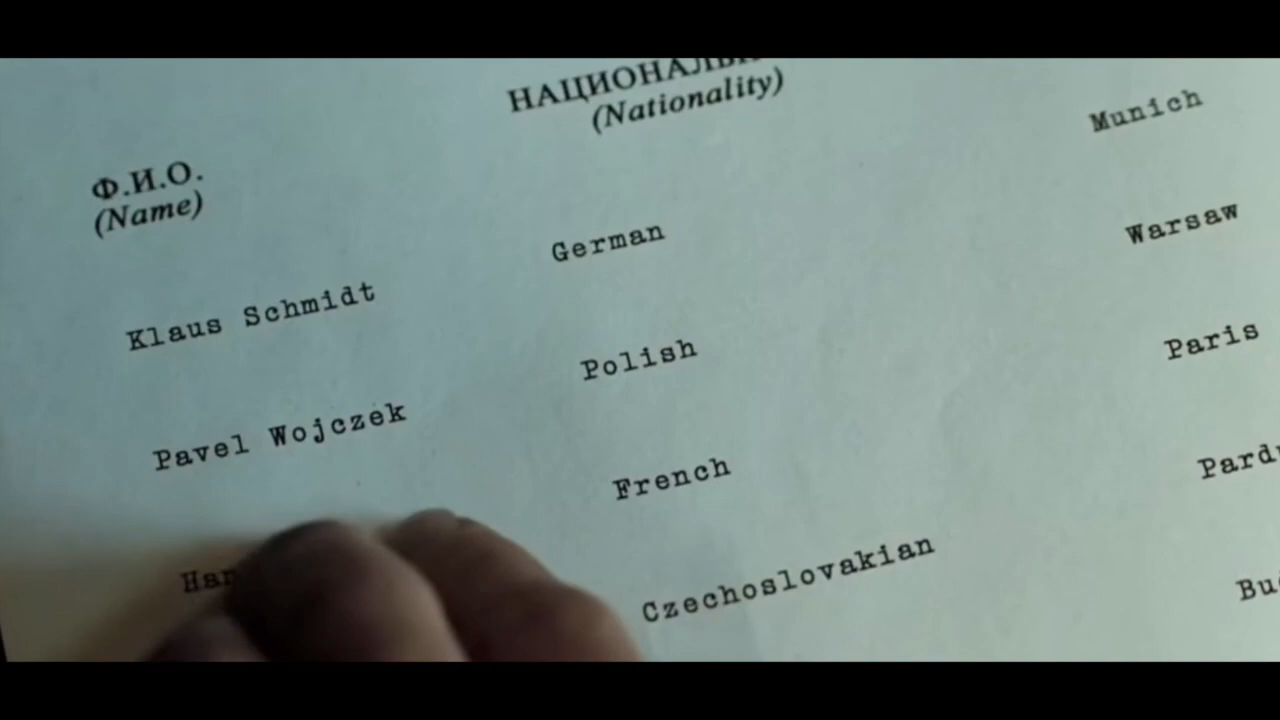 НАЦИОНАЛЬ
(Nationality)
Ф.И.О.
(Name)
Munich
Klaus Schmidt German Warsaw
Pavel Wojczek Polish Paris
French
Czechoslovakian